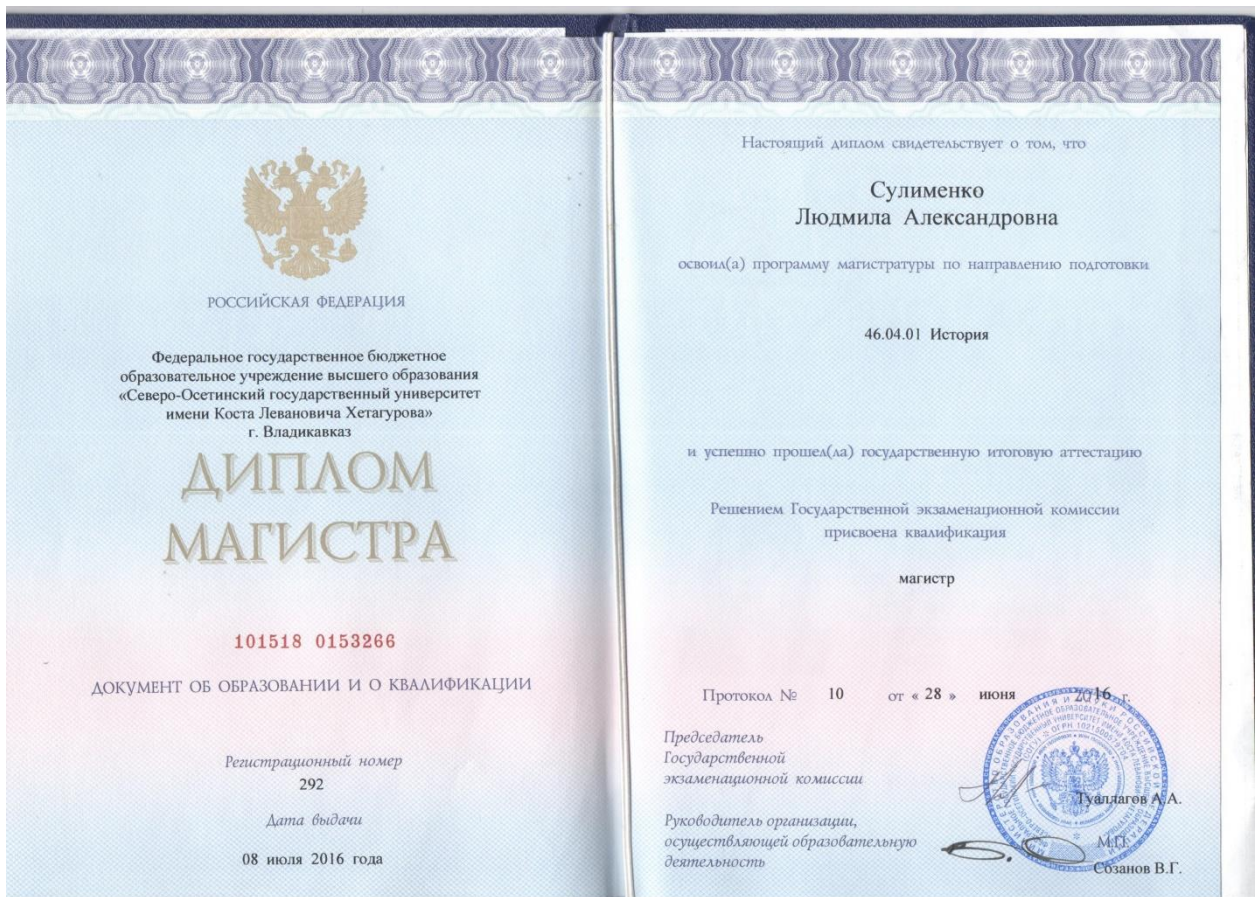 РОССИЙСКАЯ ФЕДЕРАЦИЯ
Федеральное государственное бюджетное
образовательное учреждение высшего образования
«Северо-Осетинский государственный университет
имени Коста Левановича Хетагурова»
г. Владикавказ
ДИПЛОМ
МАГИСТРА
101518 0153266
ДОКУМЕНТ ОБ ОБРАЗОВАНИИ И О КВАЛИФИКАЦИИ
Регистрационный номер
292
Дата выдачи
08 июля 2016 года
Настоящий диплом свидетельствует о том, что
Сулименко
Людмила Александровна
освоил(а) программу магистратуры по направлению подготовки
46.04.01 История
и успешно прошел(ла) государственную итоговую аттестацию
Решением Государственной экзаменационной комиссии
присвоена квалификация
магистр
Протокол № 10 от « 28 » июня 2016 г.
Председатель
Государственной
экзаменационной комиссии
Туаллагов А.А.
Руководитель организации,
осуществляющей образовательную
деятельность
М.П.
Созанов В.Г.